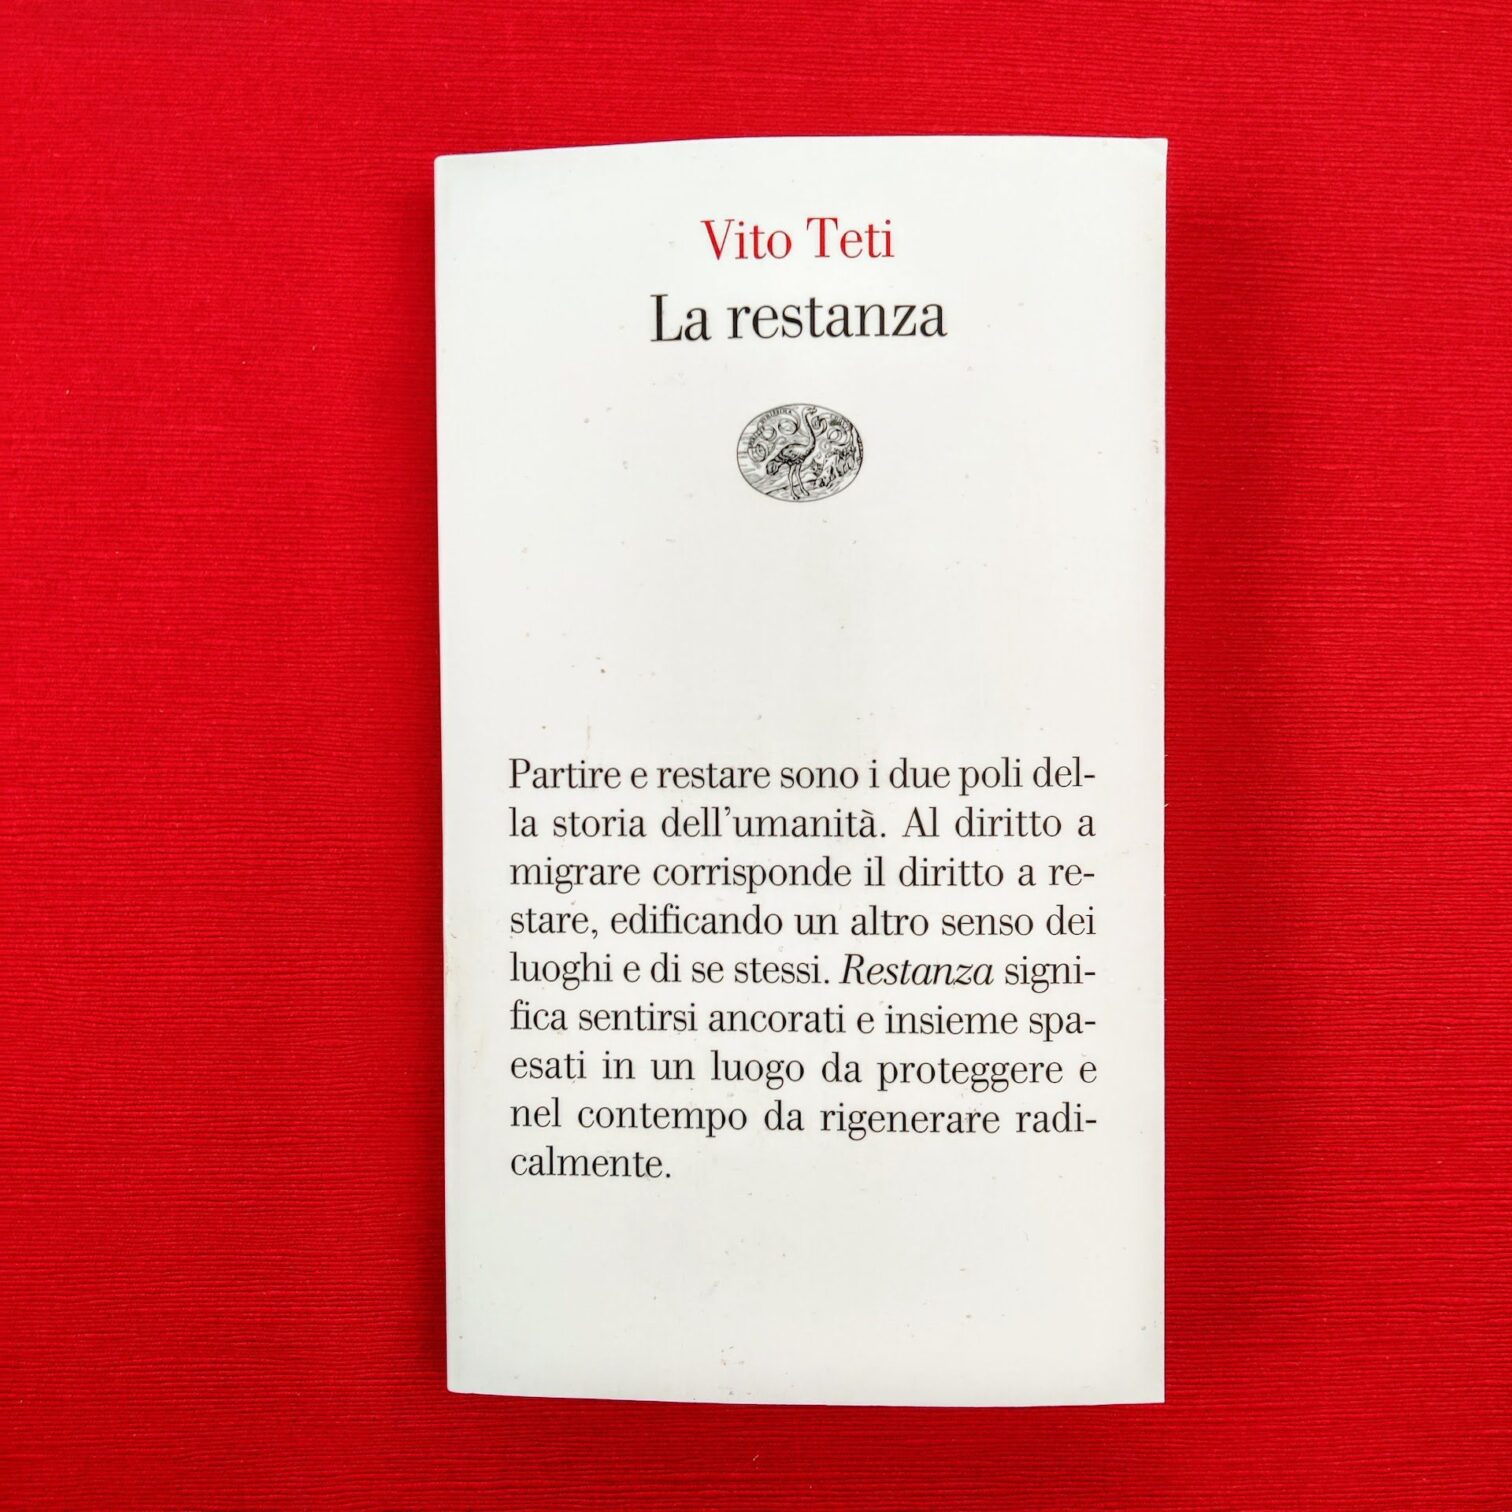 Vito Teti
La restanza
Partire e restare sono i due poli del-
la storia dell'umanità. Al diritto a
migrare corrisponde il diritto a re-
stare, edificando un altro senso dei
luoghi e di se stessi. Restanza signi-
fica sentirsi ancorati e insieme spa-
esati in un luogo da proteggere e
nel contempo da rigenerare radi-
calmente.